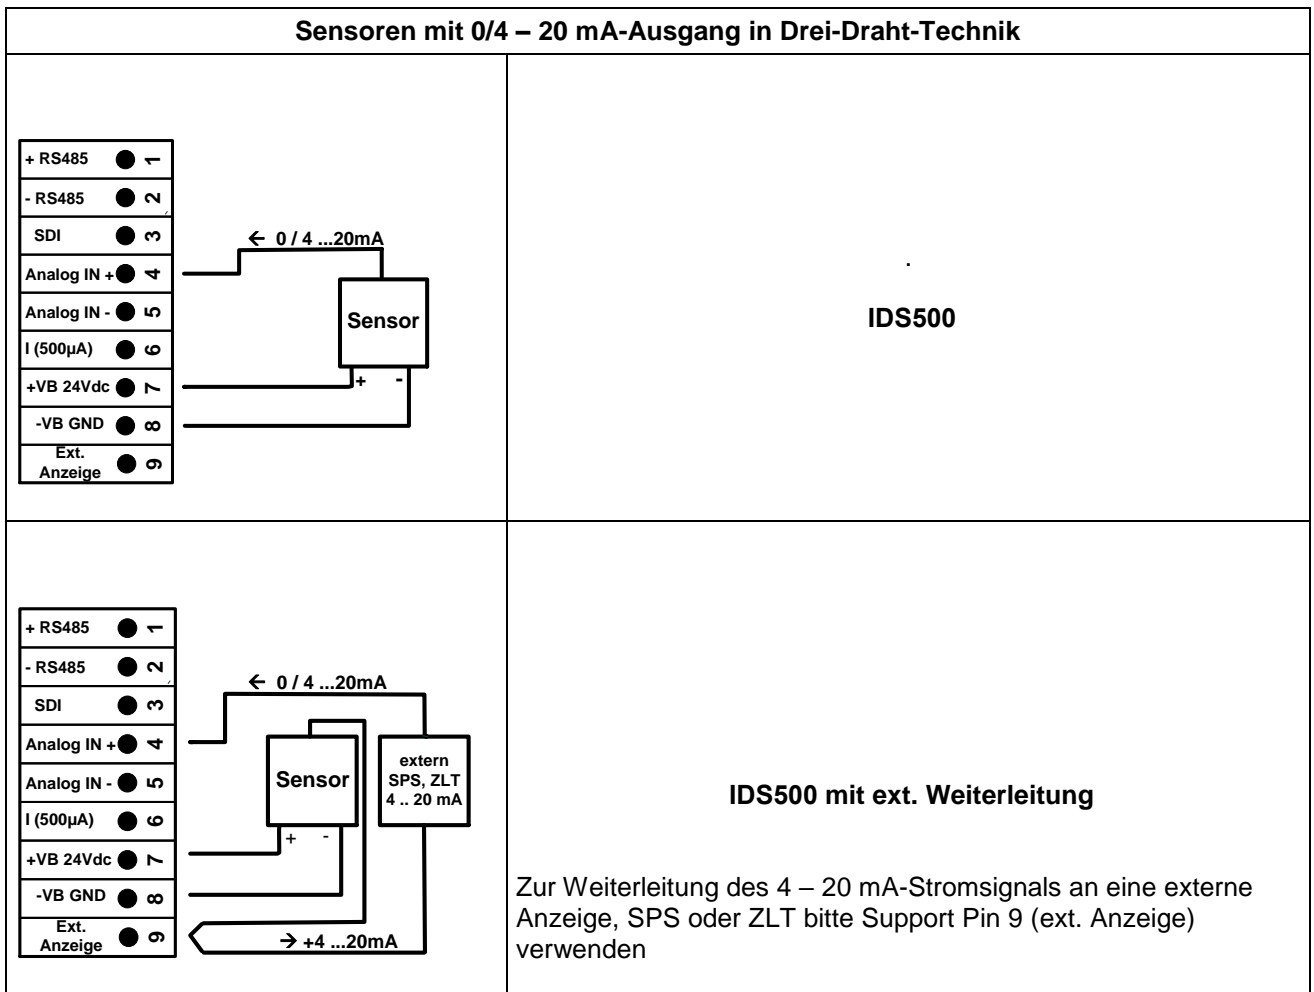 Sensoren mit 0/4 – 20 mA-Ausgang in Drei-Draht-Technik
+ RS485 1
- RS485 2
SDI 3
Analog IN + 4
Analog IN - 5
I (500µA) 6
+VB 24Vdc 7
-VB GND 8
Ext.
Anzeige 9
← 0 / 4 ...20mA
Sensor
+ -
.
IDS500
+ RS485 1
- RS485 2
SDI 3
Analog IN + 4
Analog IN - 5
I (500µA) 6
+VB 24Vdc 7
-VB GND 8
Ext.
Anzeige 9
← 0 / 4 ...20mA
Sensor
+ -
extern
SPS, ZLT
4 .. 20 mA
→ +4 ...20mA
IDS500 mit ext. Weiterleitung
Zur Weiterleitung des 4 – 20 mA-Stromsignals an eine externe
Anzeige, SPS oder ZLT bitte Support Pin 9 (ext. Anzeige)
verwenden